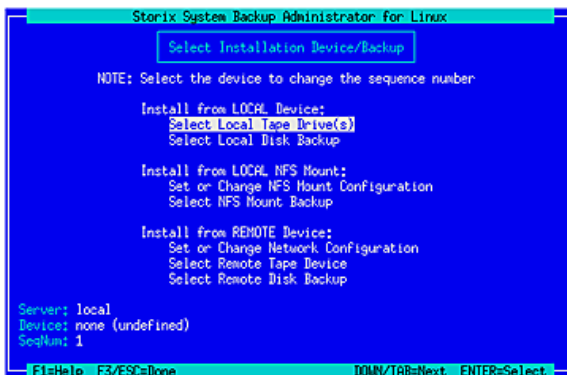 Storix System Backup Administrator for Linux
Select Installation Device/Backup
NOTE: Select the device to change the sequence number
Install from LOCAL Device:
Select Local Tape Drive(s)
Select Local Disk Backup
Install from LOCAL NFS Mount:
Set or Change NFS Mount Configuration
Select NFS Mount Backup
Install from REMOTE Device:
Set or Change Network Configuration
Select Remote Tape Device
Select Remote Disk Backup
Server: local
Device: none (undefined)
SeqNum: 1
F1=Help F3/ESC=Done DOWN/TAB=Next ENTER=Select